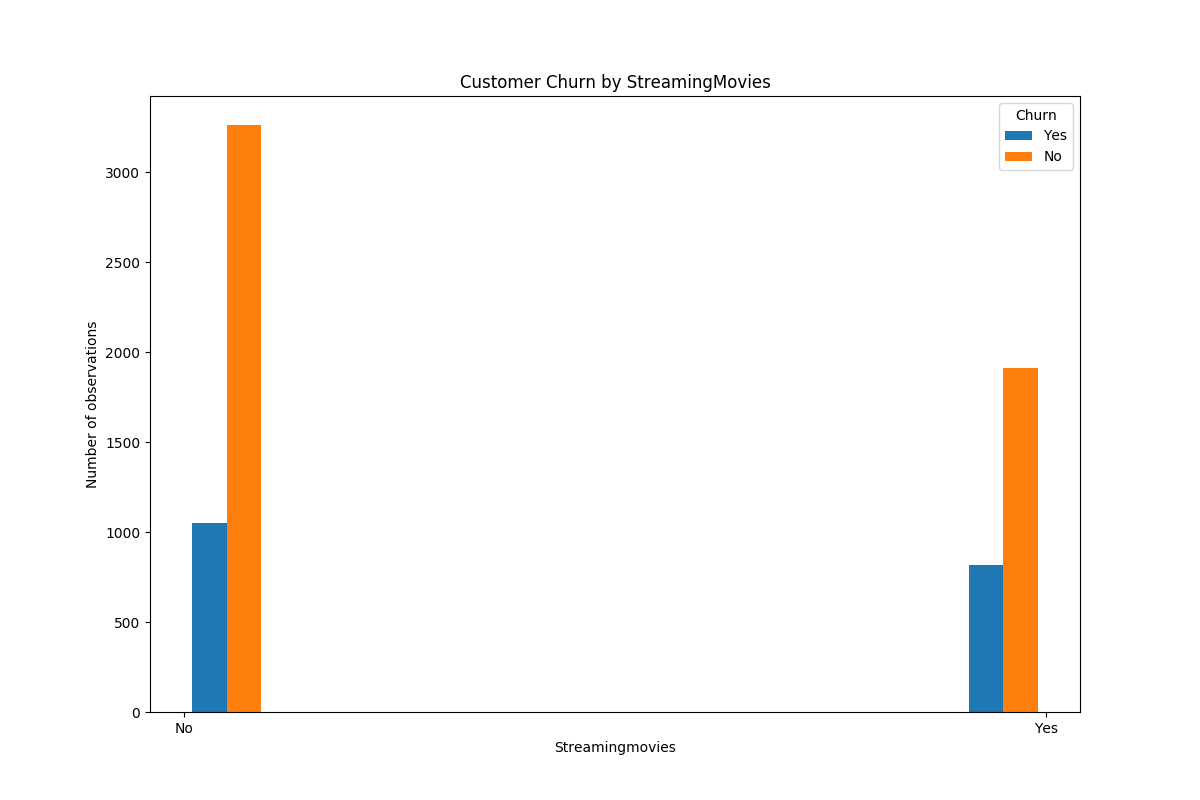 Customer Churn by StreamingMovies
Churn
Yes
No
3000
2500
2000
1500
1000
500
0
Number of observations
No
Yes
Streamingmovies